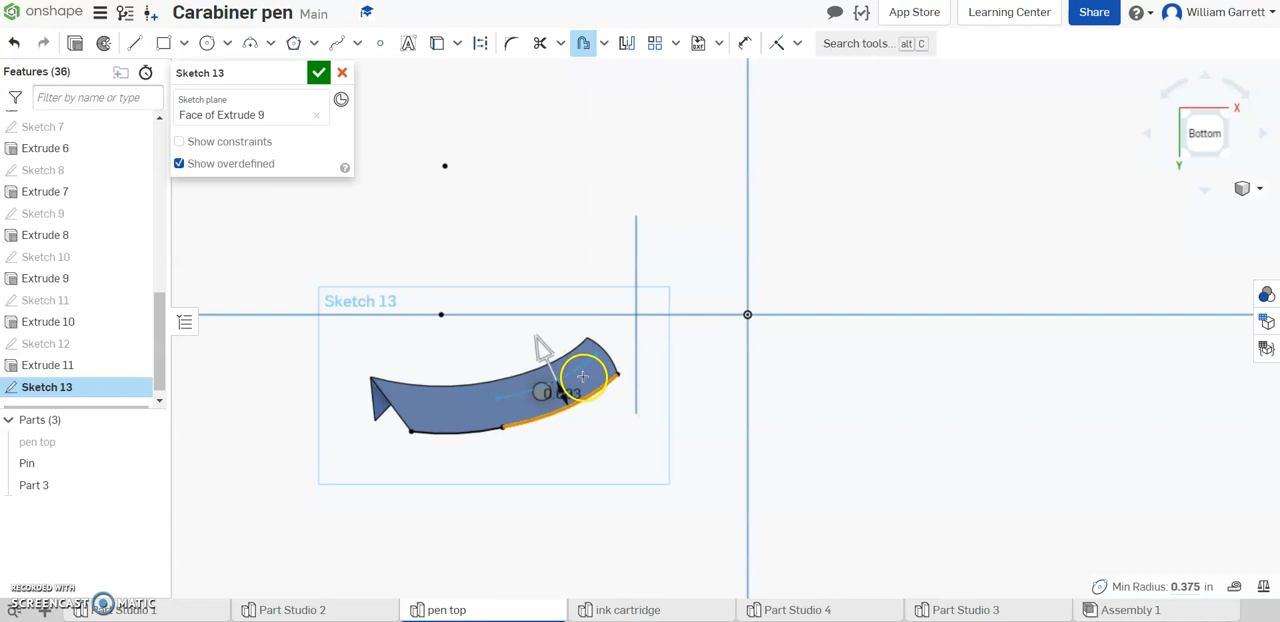 onshape
Carabiner pen Main
App Store
Learning Center
Share
William Garrett
Search tools... alt C
Features (36)
Filter by name or type
Sketch 7
Extrude 6
Sketch 8
Extrude 7
Sketch 9
Extrude 8
Sketch 10
Extrude 9
Sketch 11
Extrude 10
Sketch 12
Extrude 11
Sketch 13
Parts (3)
pen top
Pin
Part 3
Sketch 13
Sketch plane
Face of Extrude 9
Show constraints
Show overdefined
Bottom
X
Y
Sketch 13
Min Radius: 0.375 in
RECORDED WITH
SCREENCAST MATIC
Part Studio 2
pen top
ink cartridge
Part Studio 4
Part Studio 3
Assembly 1